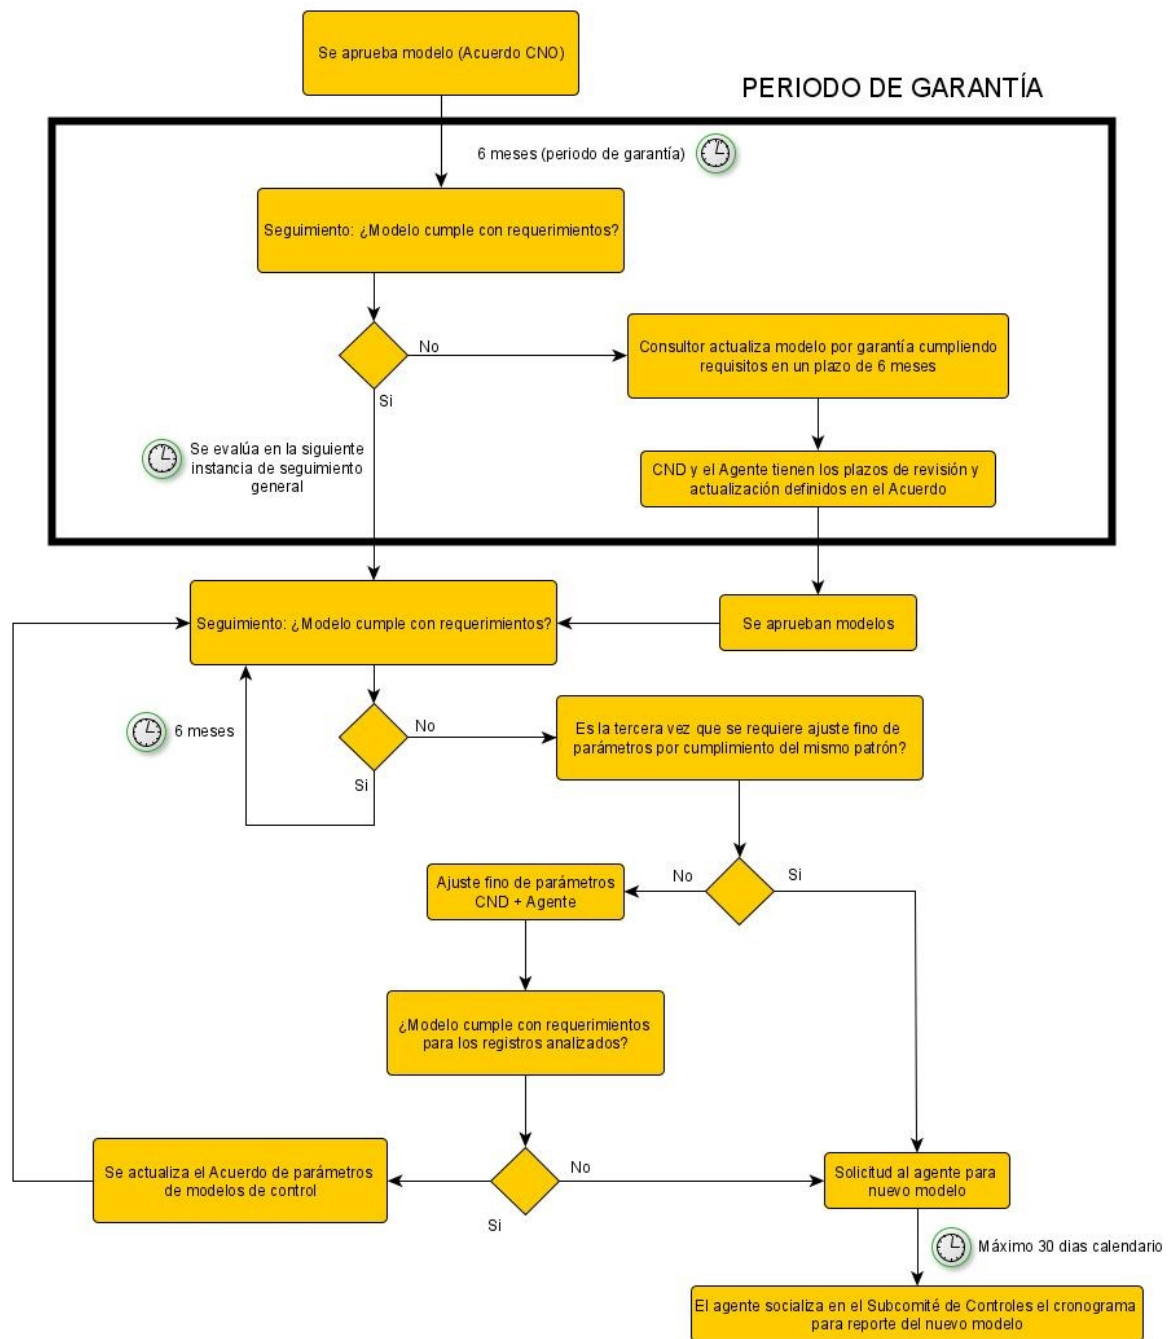 Se aprueba modelo (Acuerdo CNO)
PERIODO DE GARANTÍA
6 meses (periodo de garantía)
Seguimiento: ¿Modelo cumple con requerimientos?
No
Consultor actualiza modelo por garantía cumpliendo
requisitos en un plazo de 6 meses
Si
Se evalúa en la siguiente
instancia de seguimiento
general
CND y el Agente tienen los plazos de revisión y
actualización definidos en el Acuerdo
Seguimiento: ¿Modelo cumple con requerimientos?
Se aprueban modelos
6 meses
No
Es la tercera vez que se requiere ajuste fino de
parámetros por cumplimiento del mismo patrón?
Si
Ajuste fino de parámetros
CND + Agente
No
Si
¿Modelo cumple con requerimientos
para los registros analizados?
Se actualiza el Acuerdo de parámetros
de modelos de control
No
Si
Solicitud al agente para
nuevo modelo
Máximo 30 dias calendario
El agente socializa en el Subcomité de Controles el cronograma
para reporte del nuevo modelo